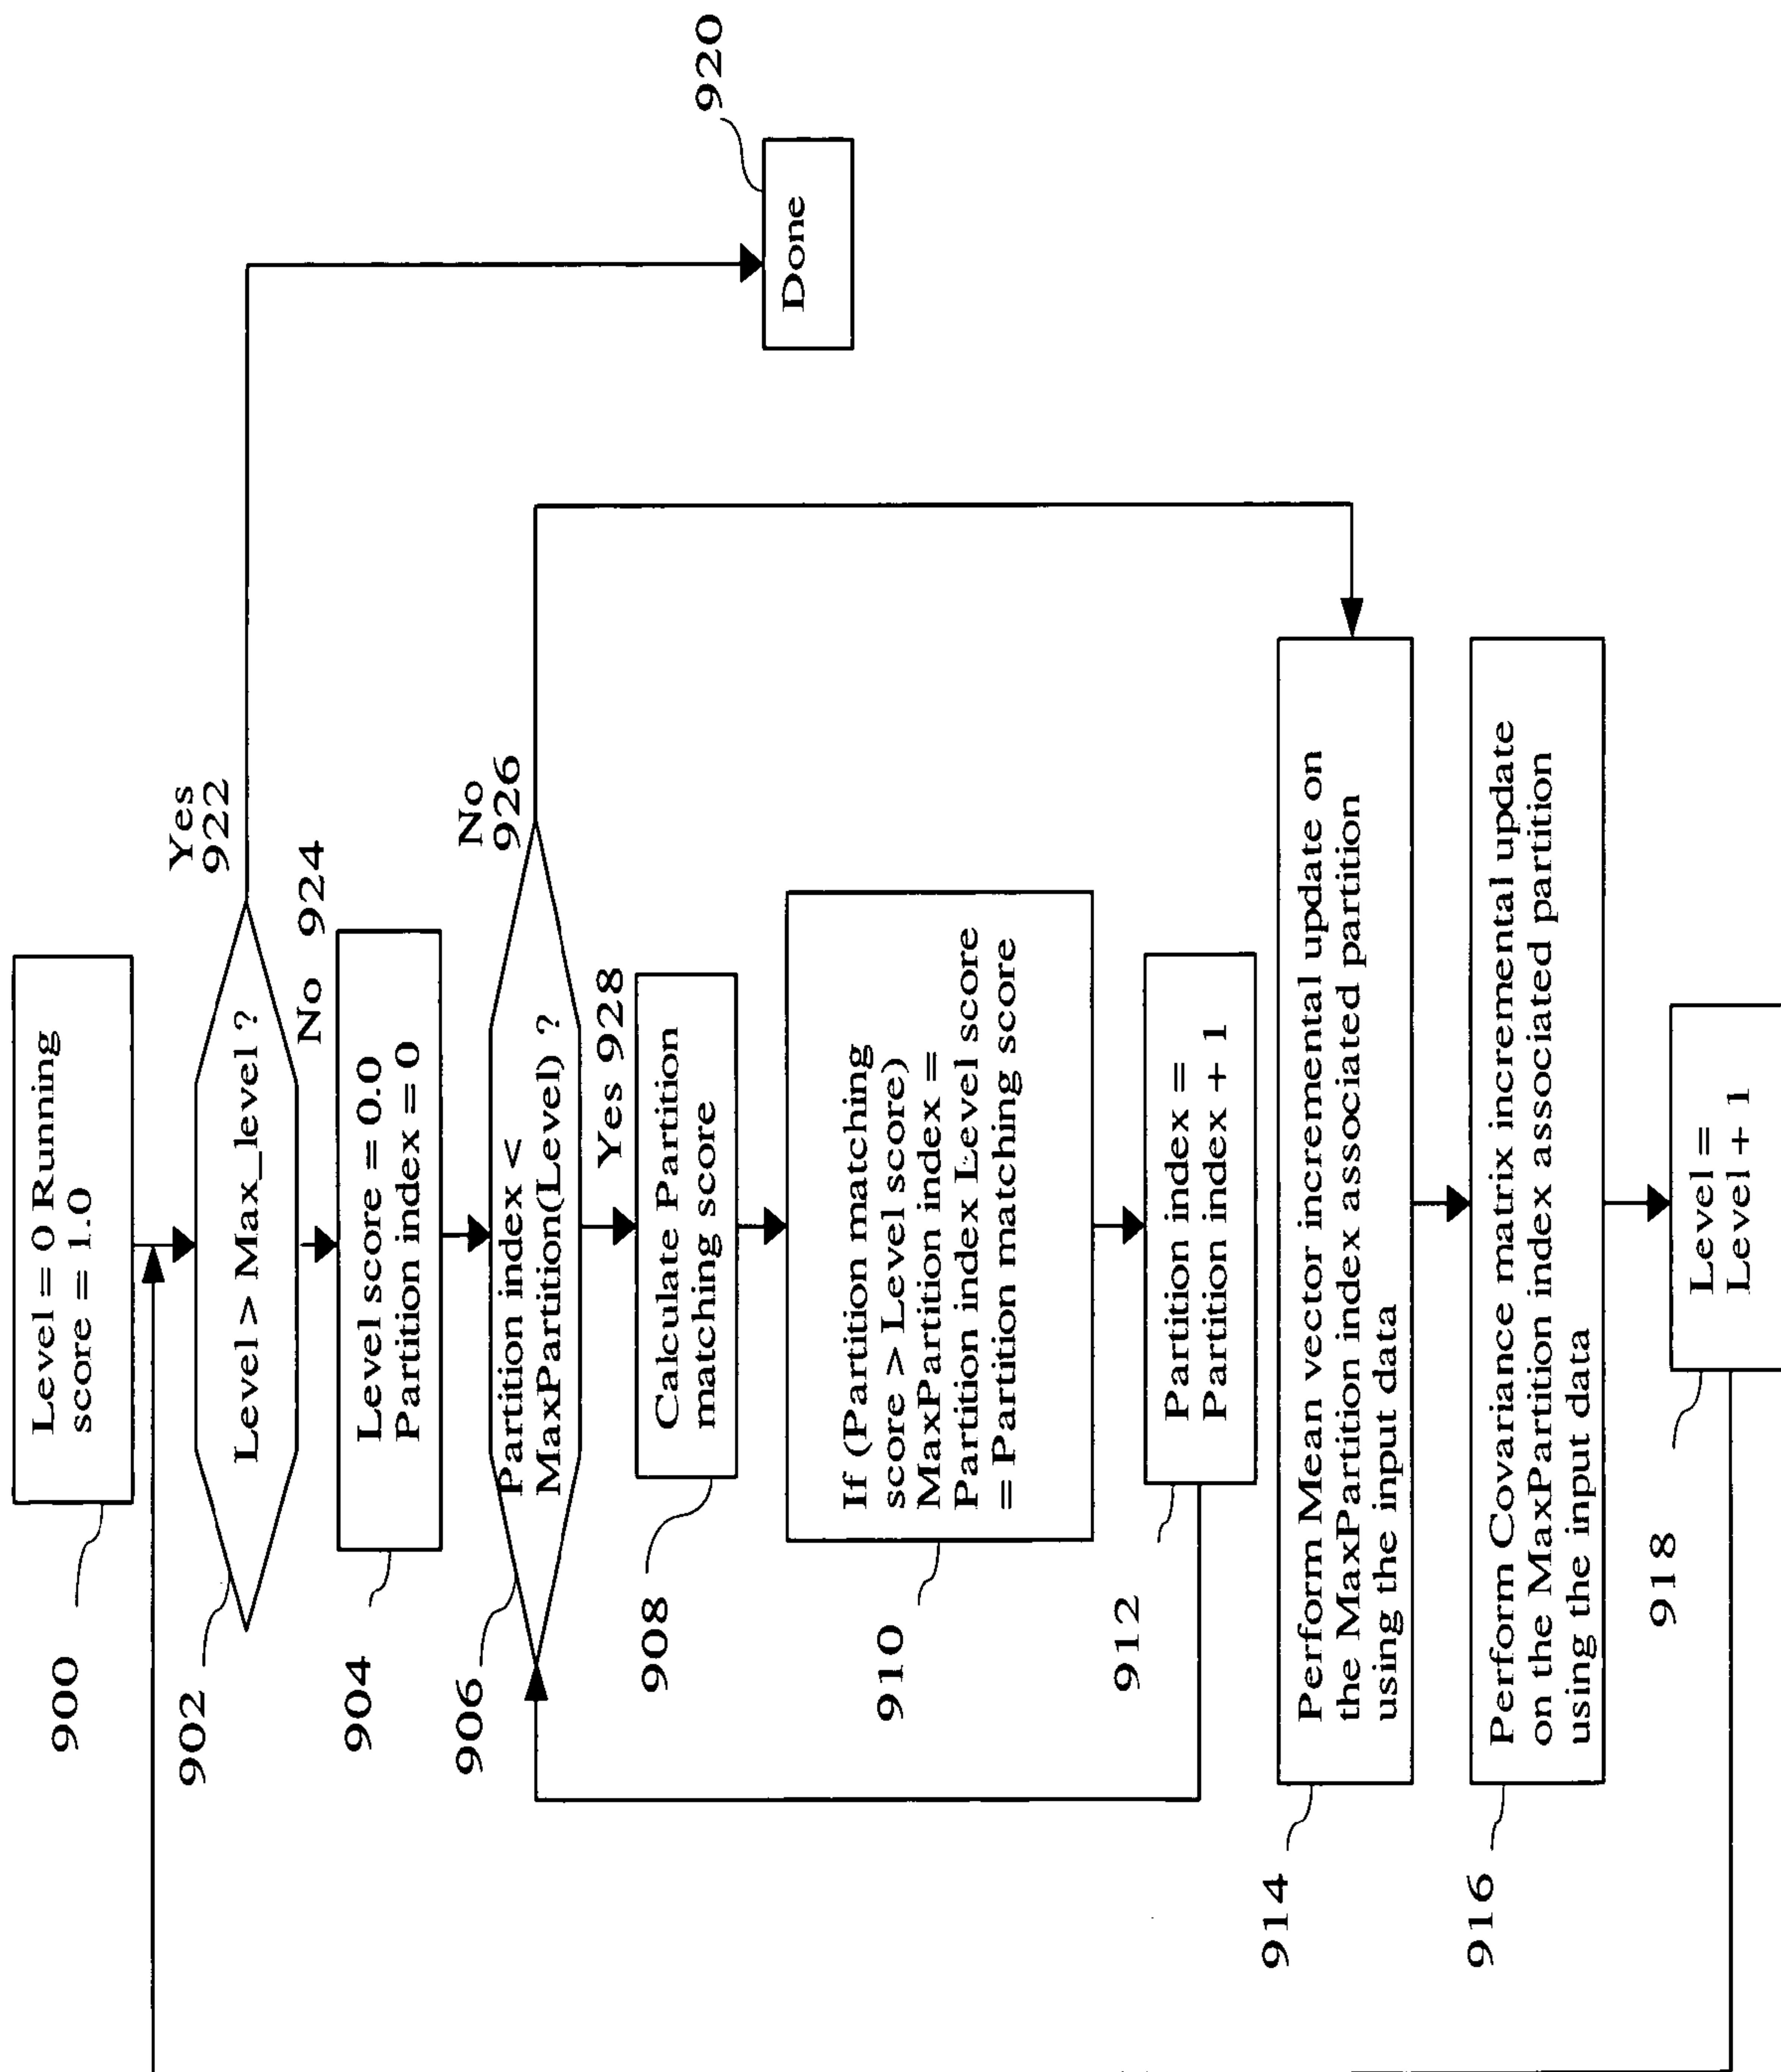 900
Level = 0 Running
score = 1.0
902
Level > Max_level ?
Yes
922
No 924
904
Level score = 0.0
Partition index = 0
906
Partition index <
MaxPartition(Level) ?
No
926
Yes 928
908
Calculate Partition
matching score
910
If (Partition matching
score > Level score)
MaxPartition index =
Partition index Level score
= Partition matching score
912
Partition index =
Partition index + 1
914
Perform Mean vector incremental update on
the MaxPartition index associated partition
using the input data
916
Perform Covariance matrix incremental update
on the MaxPartition index associated partition
using the input data
918
Level =
Level + 1
920
Done